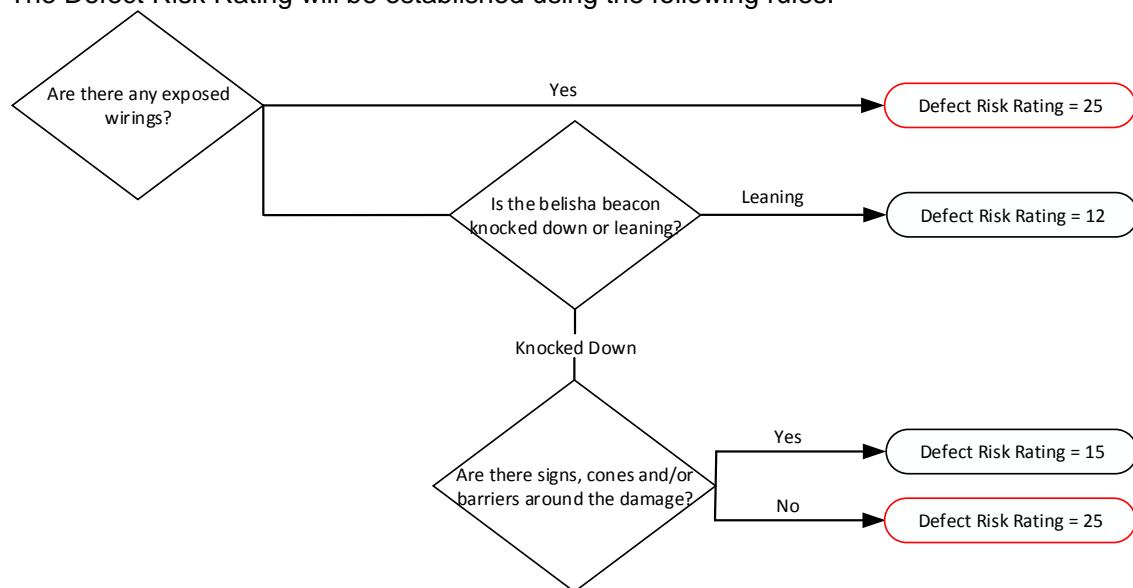 The Defect Risk Rating will be established using the following rules:
Are there any exposed
wirings?
Yes
Defect Risk Rating = 25
Is the belisha beacon
knocked down or leaning?
Leaning
Defect Risk Rating = 12
Knocked Down
Are there signs, cones and/or
barriers around the damage?
Yes
Defect Risk Rating = 15
No
Defect Risk Rating = 25